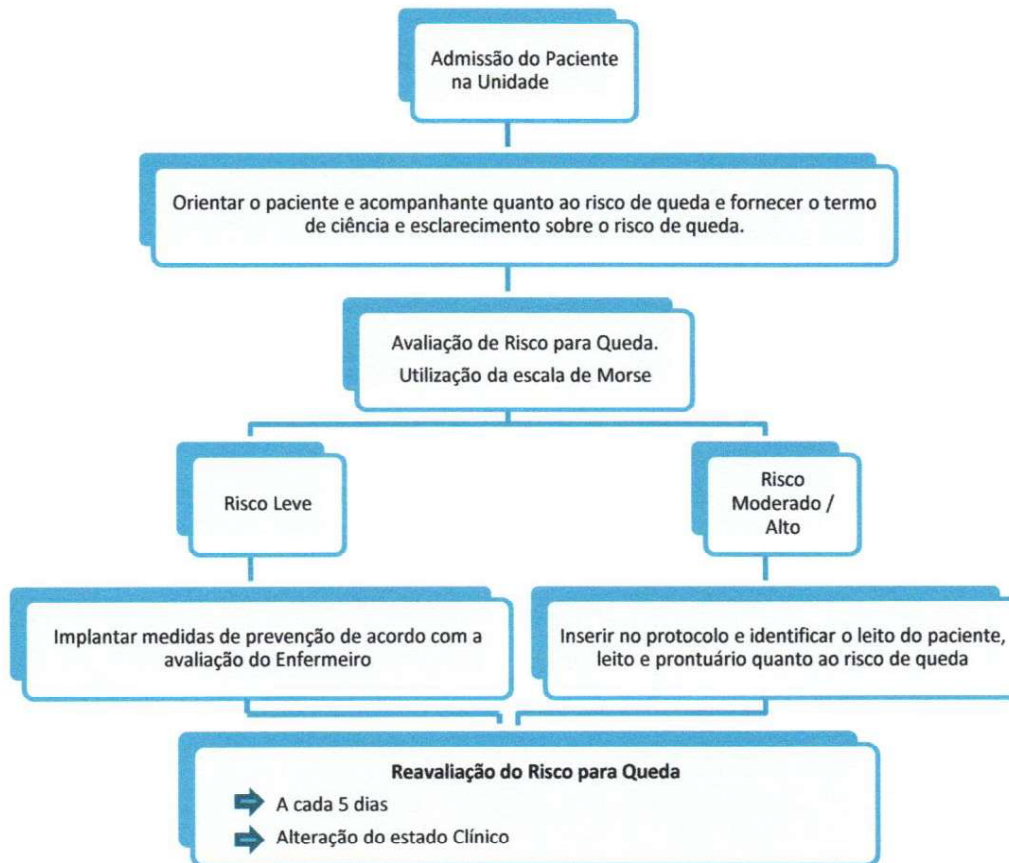 Admissão do Paciente
na Unidade
Orientar o paciente e acompanhante quanto ao risco de queda e fornecer o termo
de ciência e esclarecimento sobre o risco de queda.
Avaliação de Risco para Queda.
Utilização da escala de Morse
Risco Leve
Risco
Moderado /
Alto
Implantar medidas de prevenção de acordo com a
avaliação do Enfermeiro
Inserir no protocolo e identificar o leito do paciente,
leito e prontuário quanto ao risco de queda
Reavaliação do Risco para Queda
A cada 5 dias
Alteração do estado Clínico